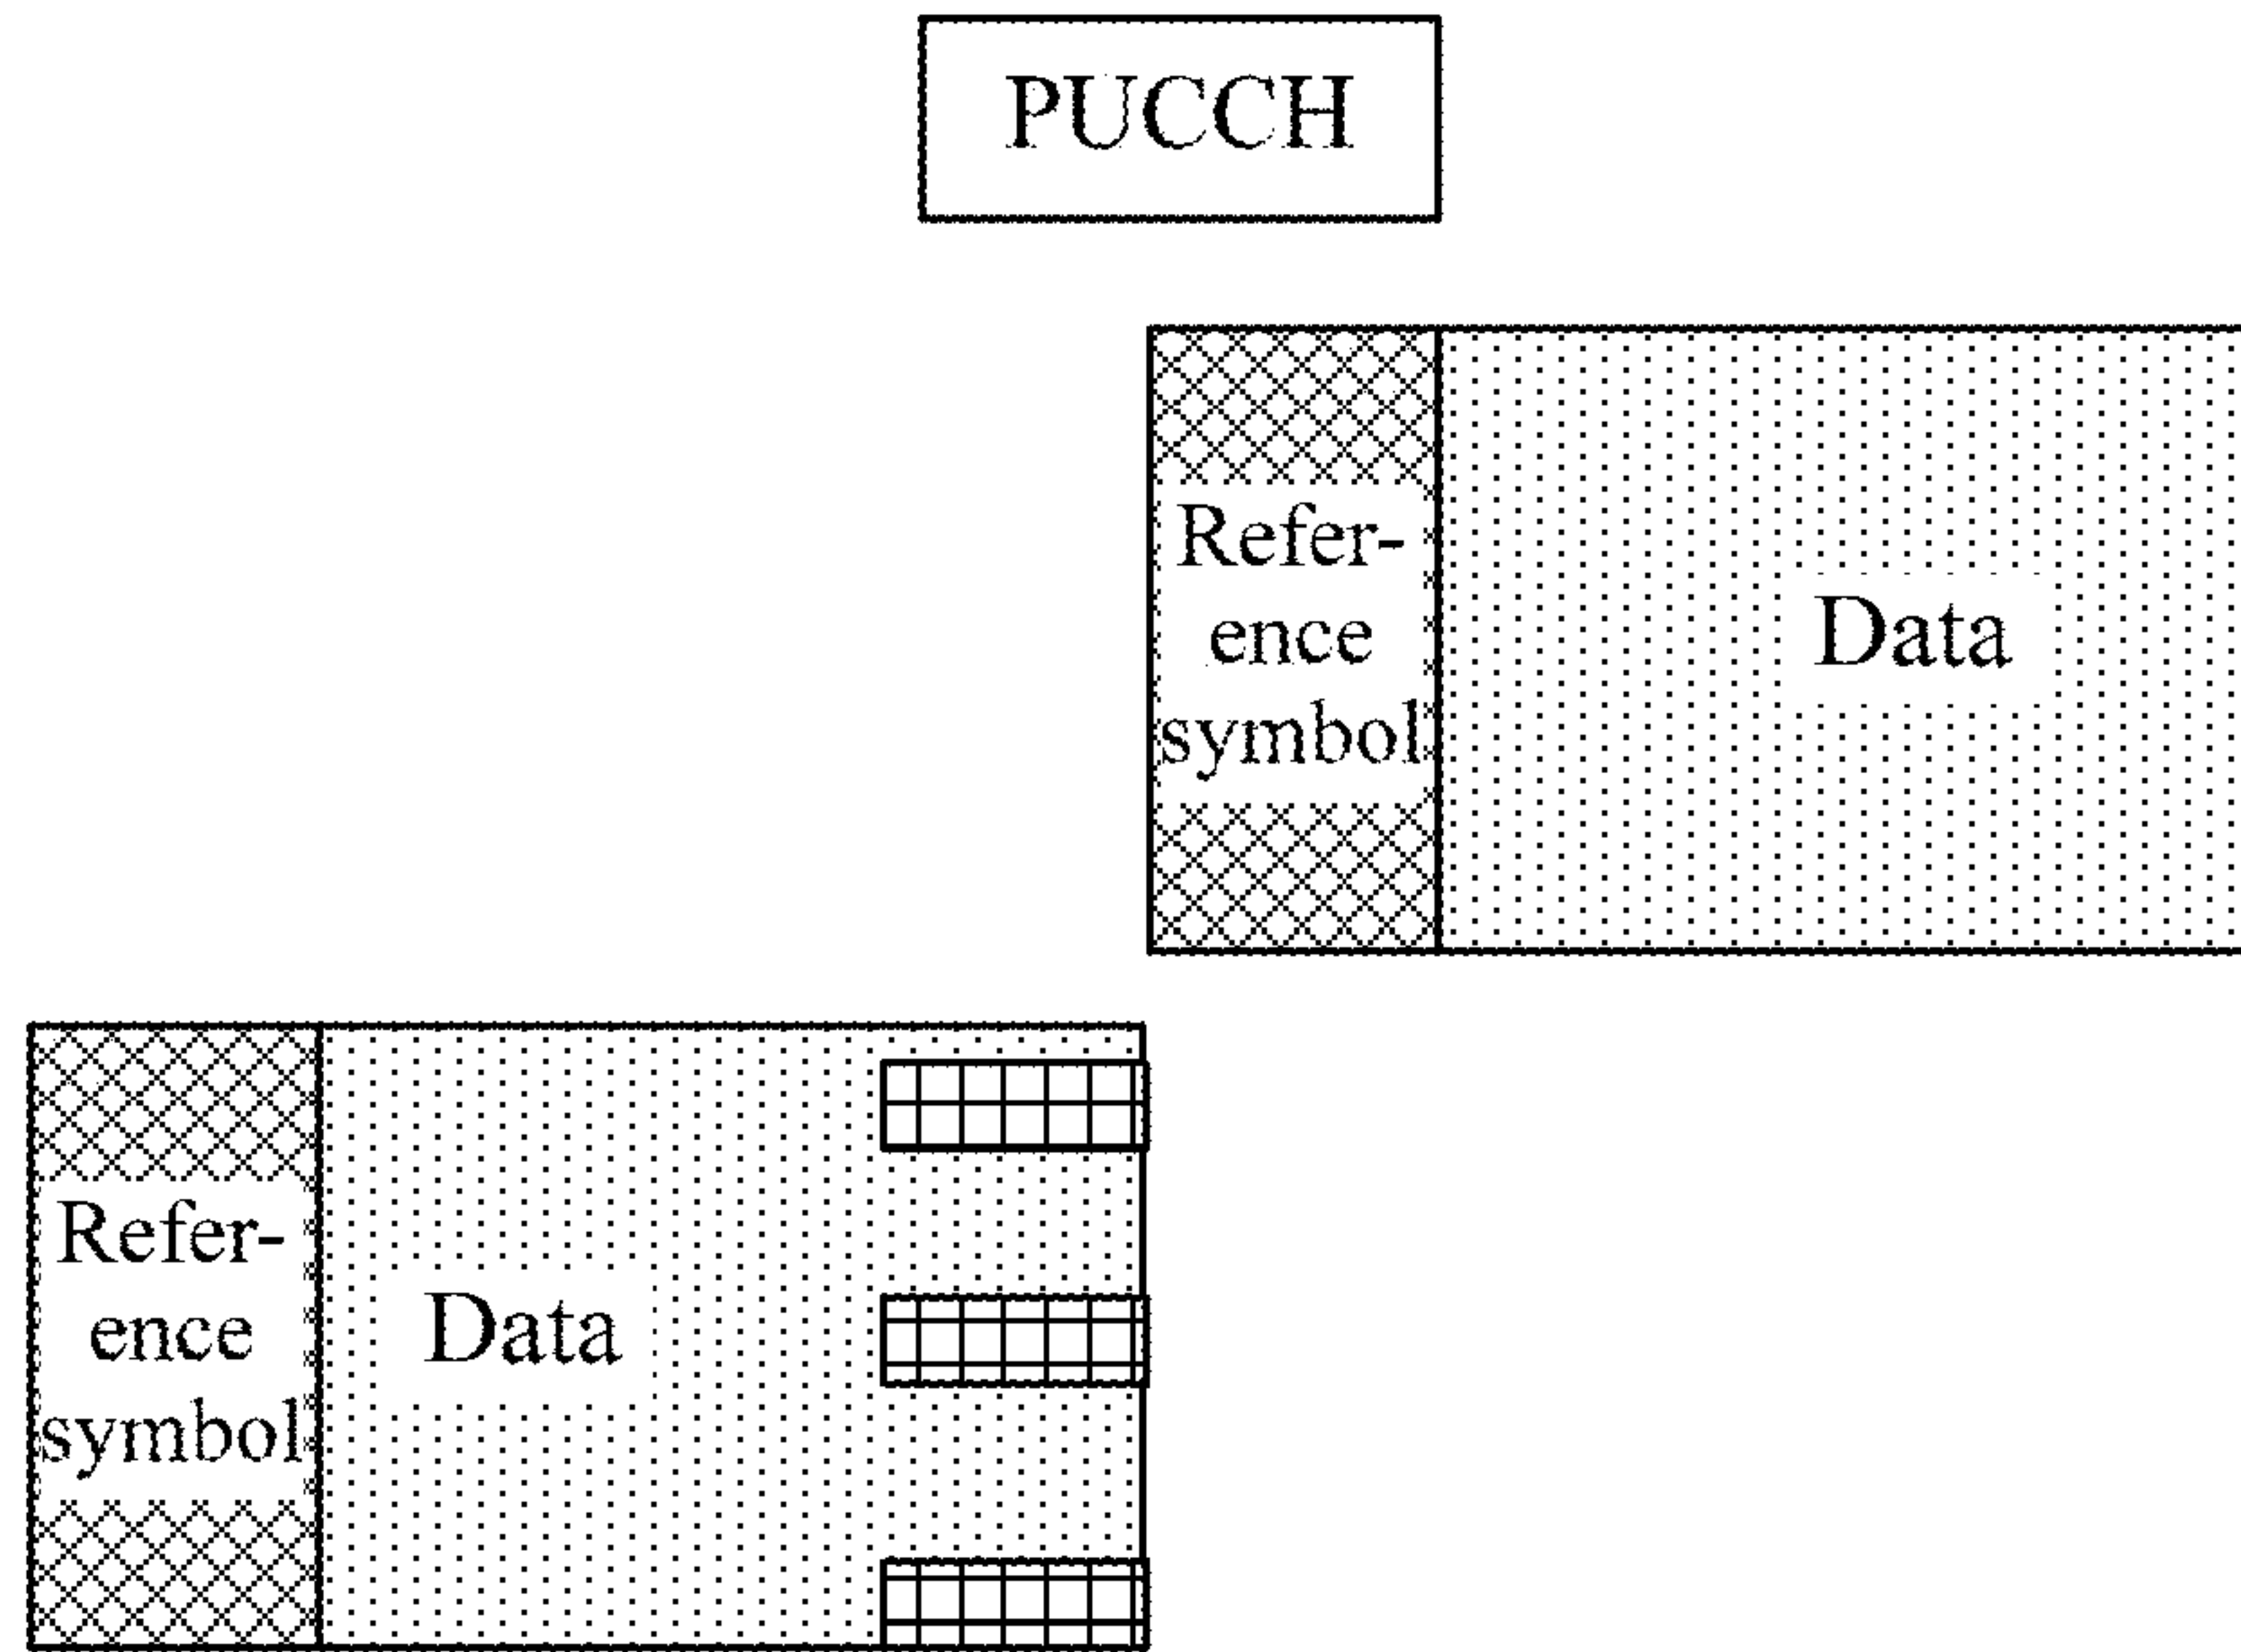 PUCCH
Refer-
ence
symbol
Data
Refer-
ence
symbol
Data